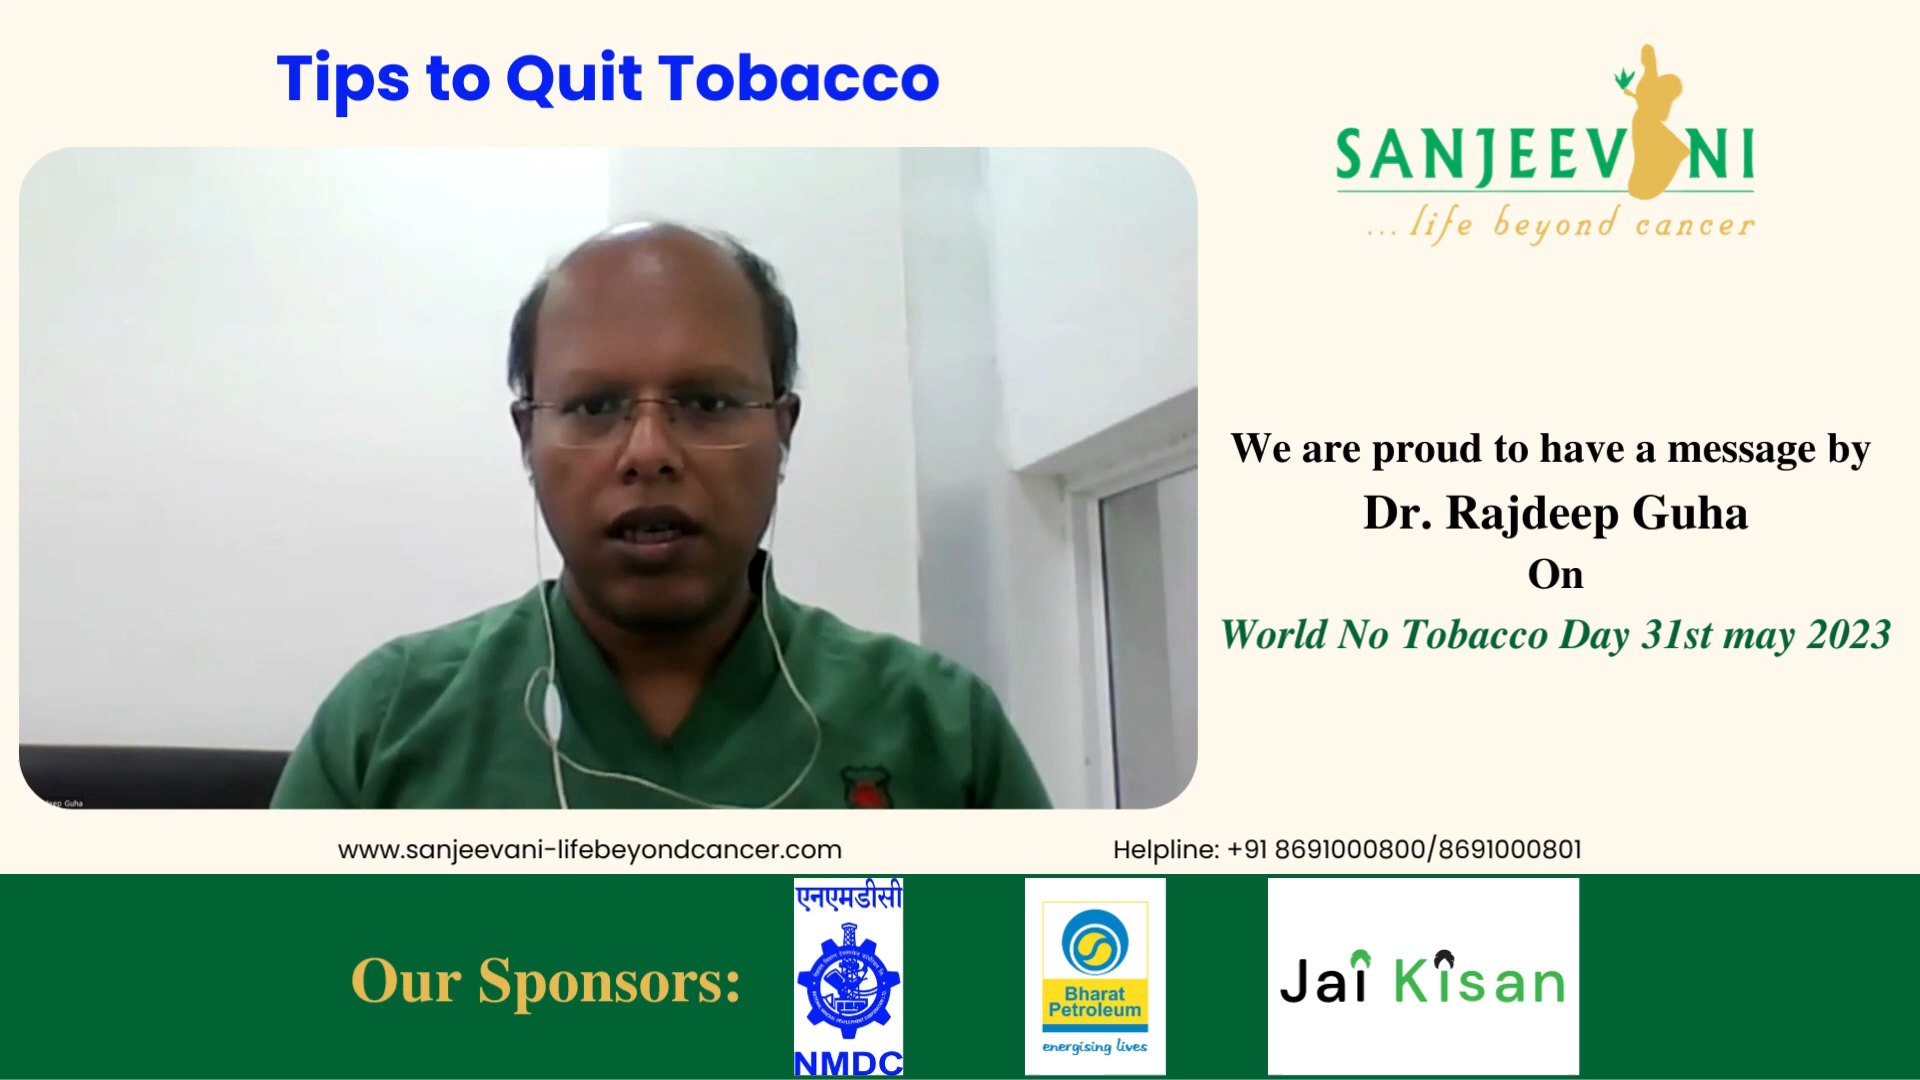 Tips to Quit Tobacco
SANJEEVANI
...life beyond cancer
We are proud to have a message by
Dr. Rajdeep Guha
On
World No Tobacco Day 31st may 2023
Guha
www.sanjeevani-lifebeyondcancer.com
Helpline: +91 8691000800/8691000801
Our Sponsors:
एनएमडीसी
NMDC
Bharat
Petroleum
energising lives
Jai Kisan